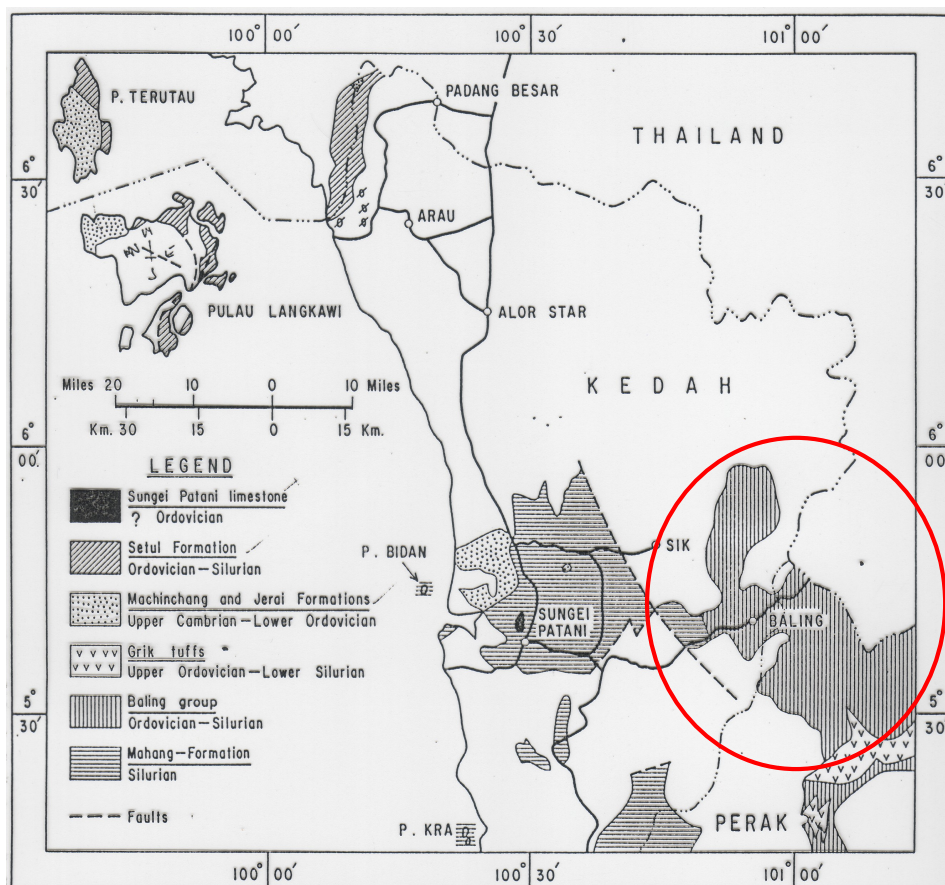 100° 00'
100° 30'
101° 00'
P. TERUTAU
PADANG BESAR
THAILAND
6°
30'
6°
30'
ARAU
PULAU LANGKAWI
ALOR STAR
Miles 20 10 0 10 Miles
Km. 30 15 0 15 Km.
KEDAH
6°
00'
6°
00'
LEGEND
Sungei Patani limestone
? Ordovician
Setul Formation
Ordovician-Silurian
Machinchang and Jerai Formations
Upper Cambrian-Lower Ordovician
Grik tuffs
Upper Ordovician-Lower Silurian
Baling group
Ordovician-Silurian
Mahang-Formation
Silurian
Faults
P. BIDAN
SIK
SUNGEI
PATANI
BALING
5°
30'
5°
30'
P. KRA
PERAK
100° 00'
100° 30'
101° 00'